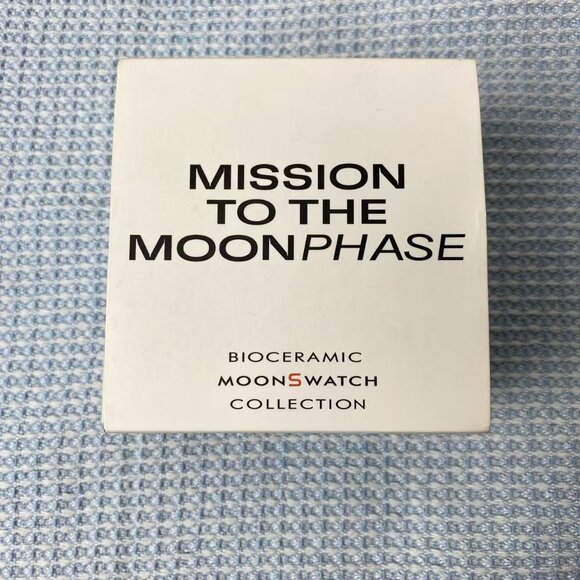 MISSION
TO THE
MOONPHASE
BIOCERAMIC
MOONSWATCH
COLLECTION